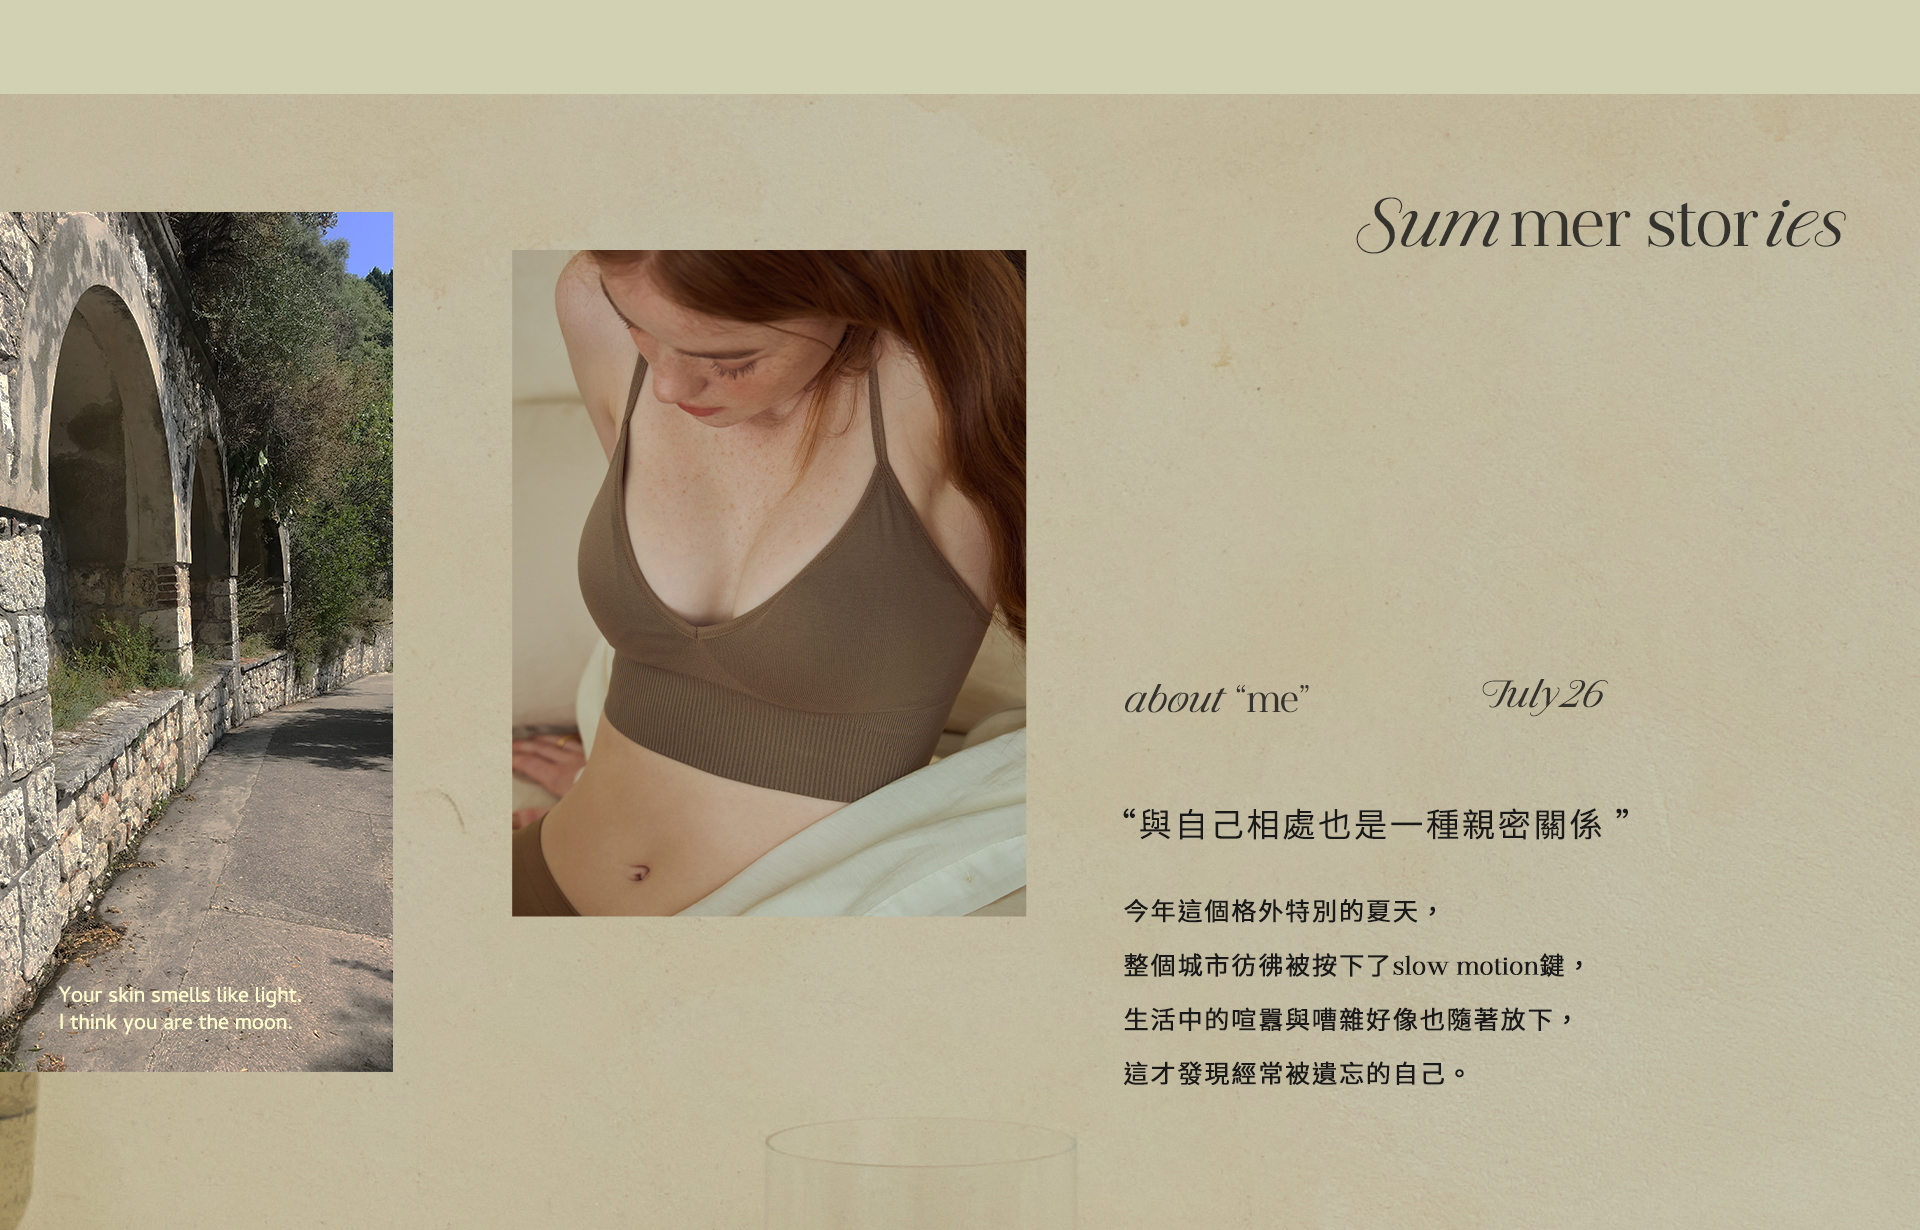 Summer stories
Your skin smells like light.
I think you are the moon.
about “me”
July 26
“與自己相處也是一種親密關係 ”
今年這個格外特別的夏天，
整個城市彷彿被按下了slow motion鍵，
生活中的喧囂與嘈雜好像也隨著放下，
這才發現經常被遺忘的自己。